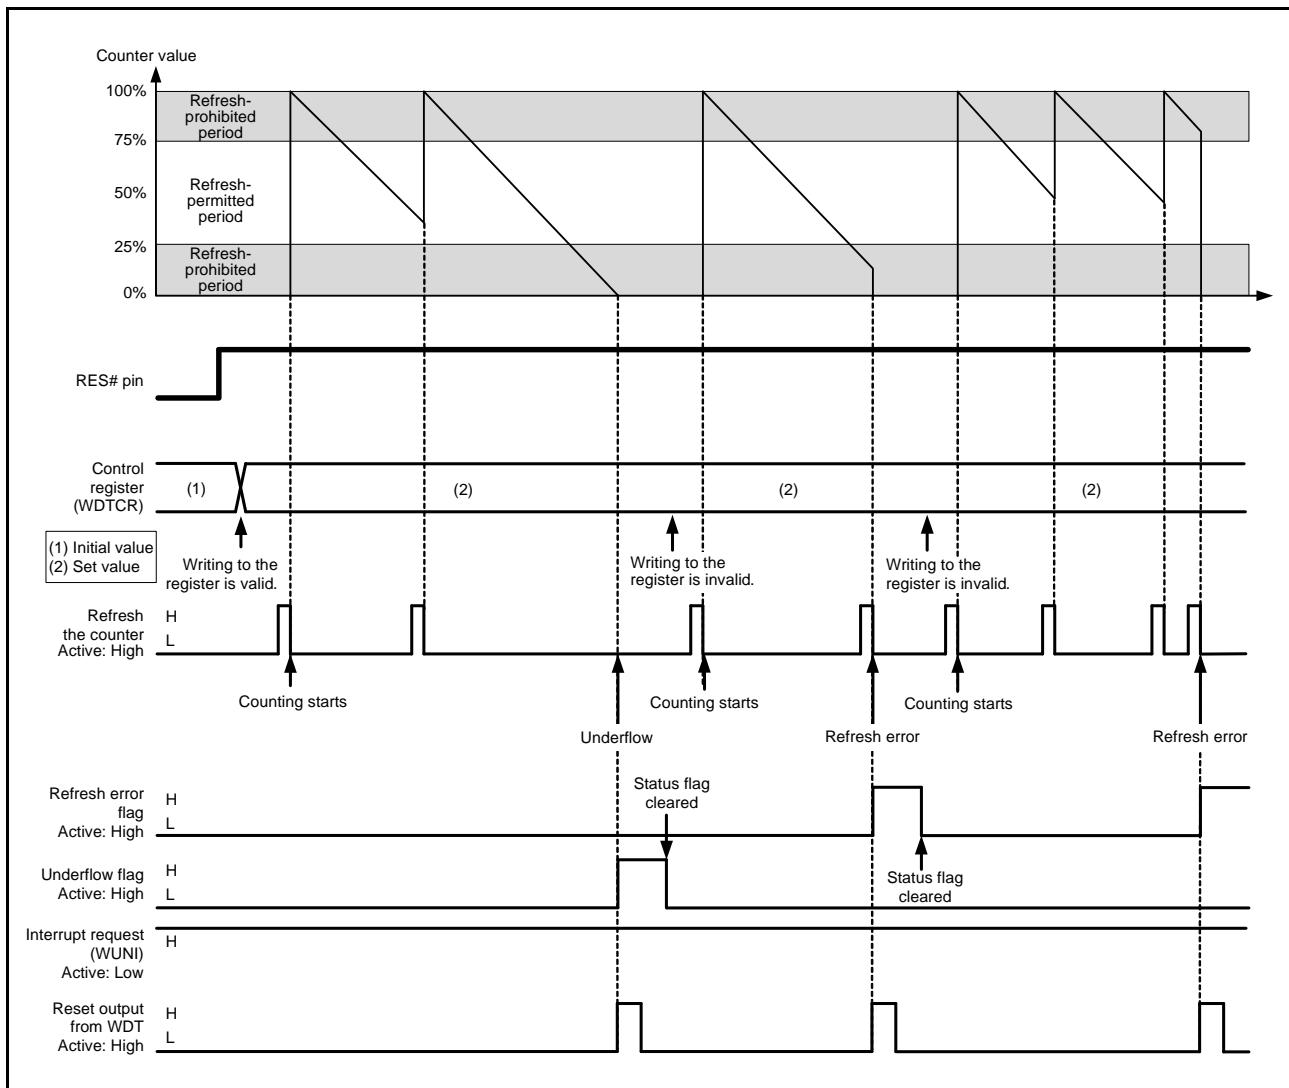 Counter value
100%
Refresh-
prohibited
period
75%
Refresh-
permitted
period
50%
25%
Refresh-
prohibited
period
0%
RES# pin
Control
register
(WDTCR)
(1)
(2)
(2)
(2)
(1) Initial value
(2) Set value
Writing to the
register is valid.
Writing to the
register is invalid.
Writing to the
register is invalid.
Refresh
the counter
Active: High
H
L
Counting starts
Counting starts
Counting starts
Underflow
Refresh error
Refresh error
Refresh error
flag
Active: High
H
L
Status flag
cleared
Status flag
cleared
Underflow flag
Active: High
H
L
Interrupt request
(WUNI)
Active: Low
H
Reset output
from WDT
Active: High
H
L